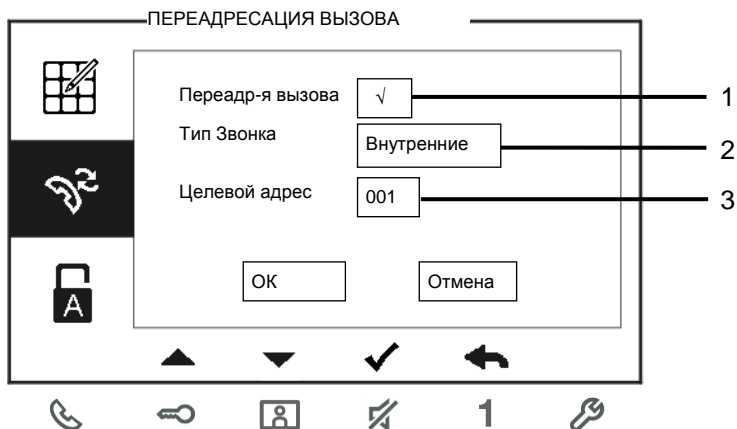 ПЕРЕАДРЕСАЦИЯ ВЫЗОВА
Переадр-я вызова √ 1
Тип Звонка Внутренние 2
Целевой адрес 001 3
ОК Отмена
A
1